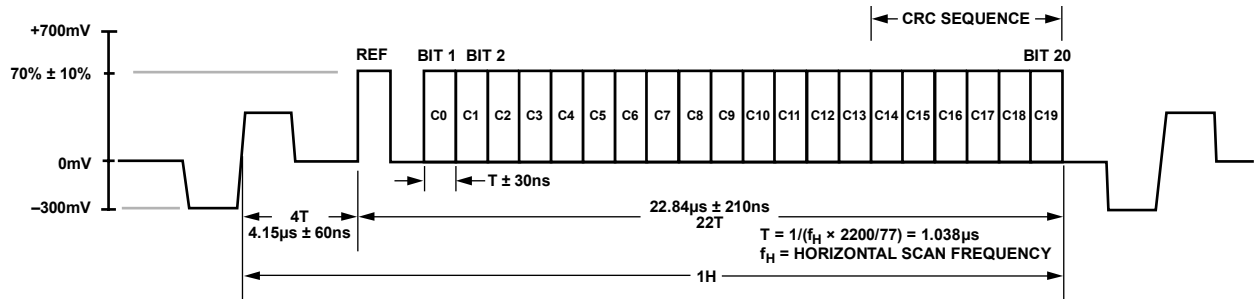 CRC SEQUENCE
+700mV
REF
BIT 1
BIT 2
BIT 20
70% ± 10%
C0
C1
C2
C3
C4
C5
C6
C7
C8
C9
C10
C11
C12
C13
C14
C15
C16
C17
C18
C19
0mV
T ± 30ns
–300mV
4T
4.15µs ± 60ns
22.84µs ± 210ns
22T
T = 1/(fH × 2200/77) = 1.038µs
fH = HORIZONTAL SCAN FREQUENCY
1H